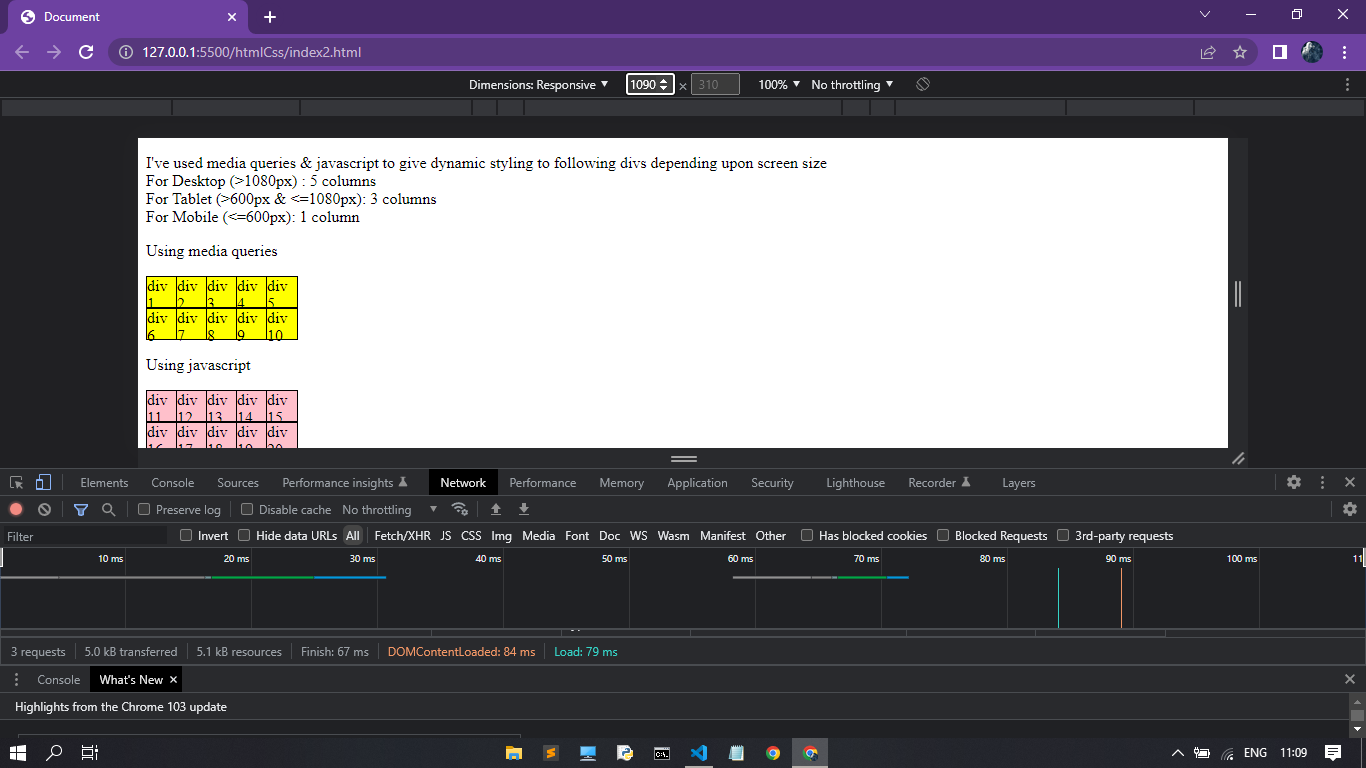 Document
127.0.0.1:5500/htmlCss/index2.html
Dimensions: Responsive 1090 × 310 100% No throttling
I've used media queries & javascript to give dynamic styling to following divs depending upon screen size
For Desktop (>1080px) : 5 columns
For Tablet (>600px & <=1080px): 3 columns
For Mobile (<=600px): 1 column
Using media queries
div 1 div 2 div 3 div 4 div 5
div 6 div 7 div 8 div 9 div 10
Using javascript
div 11 div 12 div 13 div 14 div 15
div 16 div 17 div 18 div 19 div 20
Elements Console Sources Performance insights Network Performance Memory Application Security Lighthouse Recorder Layers
Preserve log Disable cache No throttling
Filter Invert Hide data URLs All Fetch/XHR JS CSS Img Media Font Doc WS Wasm Manifest Other Has blocked cookies Blocked Requests 3rd-party requests
10 ms 20 ms 30 ms 40 ms 50 ms 60 ms 70 ms 80 ms 90 ms 100 ms 11
3 requests 5.0 kB transferred 5.1 kB resources Finish: 67 ms DOMContentLoaded: 84 ms Load: 79 ms
Console What's New
Highlights from the Chrome 103 update
ENG 11:09